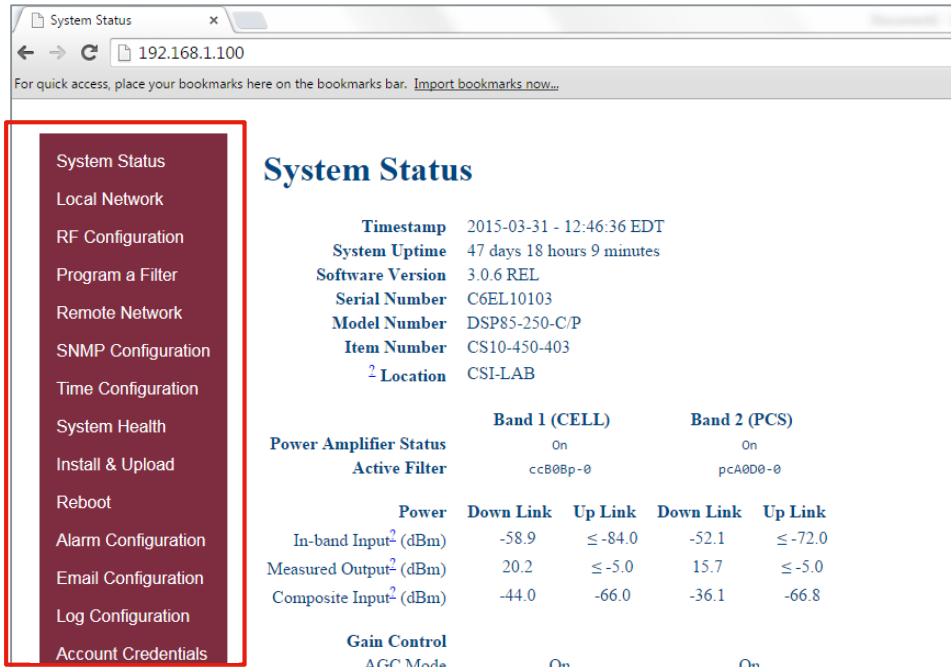 System Status ×
192.168.1.100
For quick access, place your bookmarks here on the bookmarks bar. Import bookmarks now...
System Status
Local Network
RF Configuration
Program a Filter
Remote Network
SNMP Configuration
Time Configuration
System Health
Install & Upload
Reboot
Alarm Configuration
Email Configuration
Log Configuration
Account Credentials
System Status
Timestamp 2015-03-31 - 12:46:36 EDT
System Uptime 47 days 18 hours 9 minutes
Software Version 3.0.6 REL
Serial Number C6EL10103
Model Number DSP85-250-C/P
Item Number CS10-450-403
? Location CSI-LAB
Band 1 (CELL) Band 2 (PCS)
Power Amplifier Status On On
Active Filter ccB0Bp-0 pcA0D0-0
Power Down Link Up Link Down Link Up Link
In-band Input? (dBm) -58.9 ≤ -84.0 -52.1 ≤ -72.0
Measured Output? (dBm) 20.2 ≤ -5.0 15.7 ≤ -5.0
Composite Input? (dBm) -44.0 -66.0 -36.1 -66.8
Gain Control
AGC Mode On On